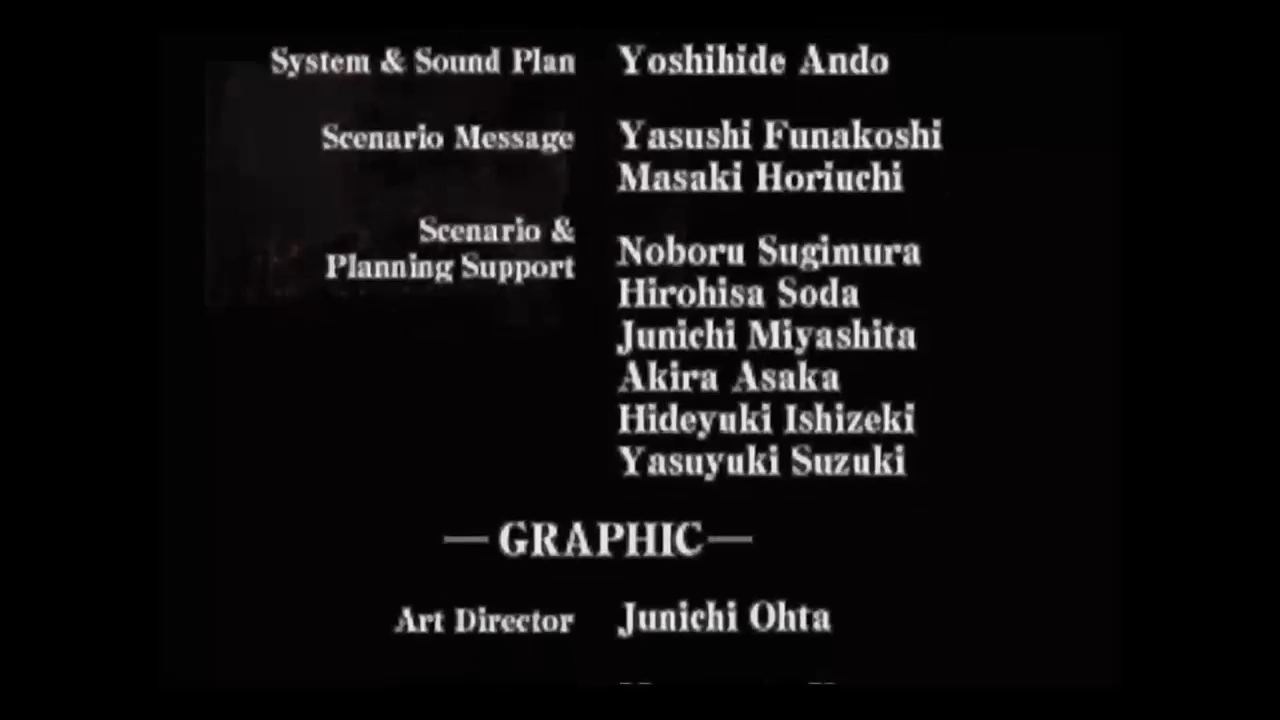 System & Sound Plan Yoshihide Ando
Scenario Message Yasushi Funakoshi
Masaki Horiuchi
Scenario &
Planning Support Noboru Sugimura
Hirohisa Soda
Junichi Miyashita
Akira Asaka
Hideyuki Ishizeki
Yasuyuki Suzuki
— GRAPHIC —
Art Director Junichi Ohta